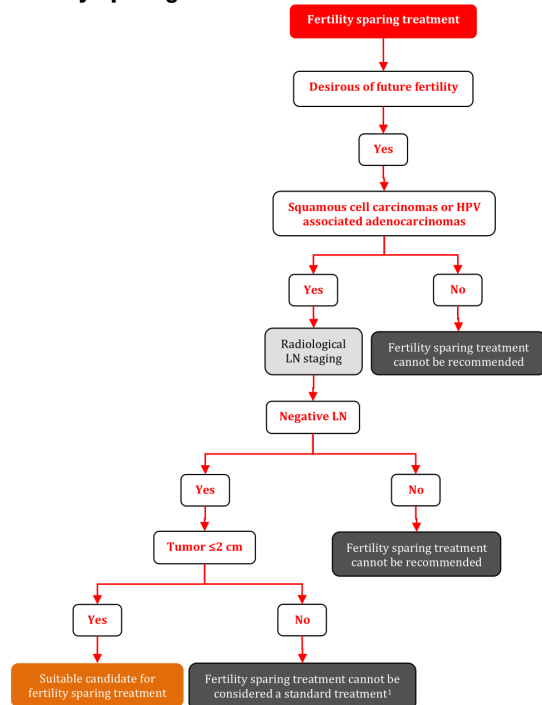 Fertility sparing treatment
Desirous of future fertility
Yes
Squamous cell carcinomas or HPV
associated adenocarcinomas
Yes
No
Radiological
LN staging
Fertility sparing treatment
cannot be recommended
Negative LN
Yes
No
Tumor ≤2 cm
Fertility sparing treatment
cannot be recommended
Yes
No
Suitable candidate for
fertility sparing treatment
Fertility sparing treatment cannot be
considered a standard treatment¹